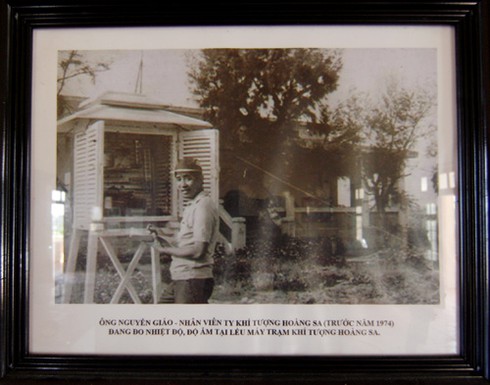 ÔNG NGUYÊN GIÁO - NHÂN VIÊN TY KHÍ TƯỢNG HOÀNG SA (TRƯỚC NĂM 1974)
ĐANG ĐO NHIỆT ĐỘ, ĐỘ ẨM TẠI LỀU MÁY TRẠM KHÍ TƯỢNG HOÀNG SA.